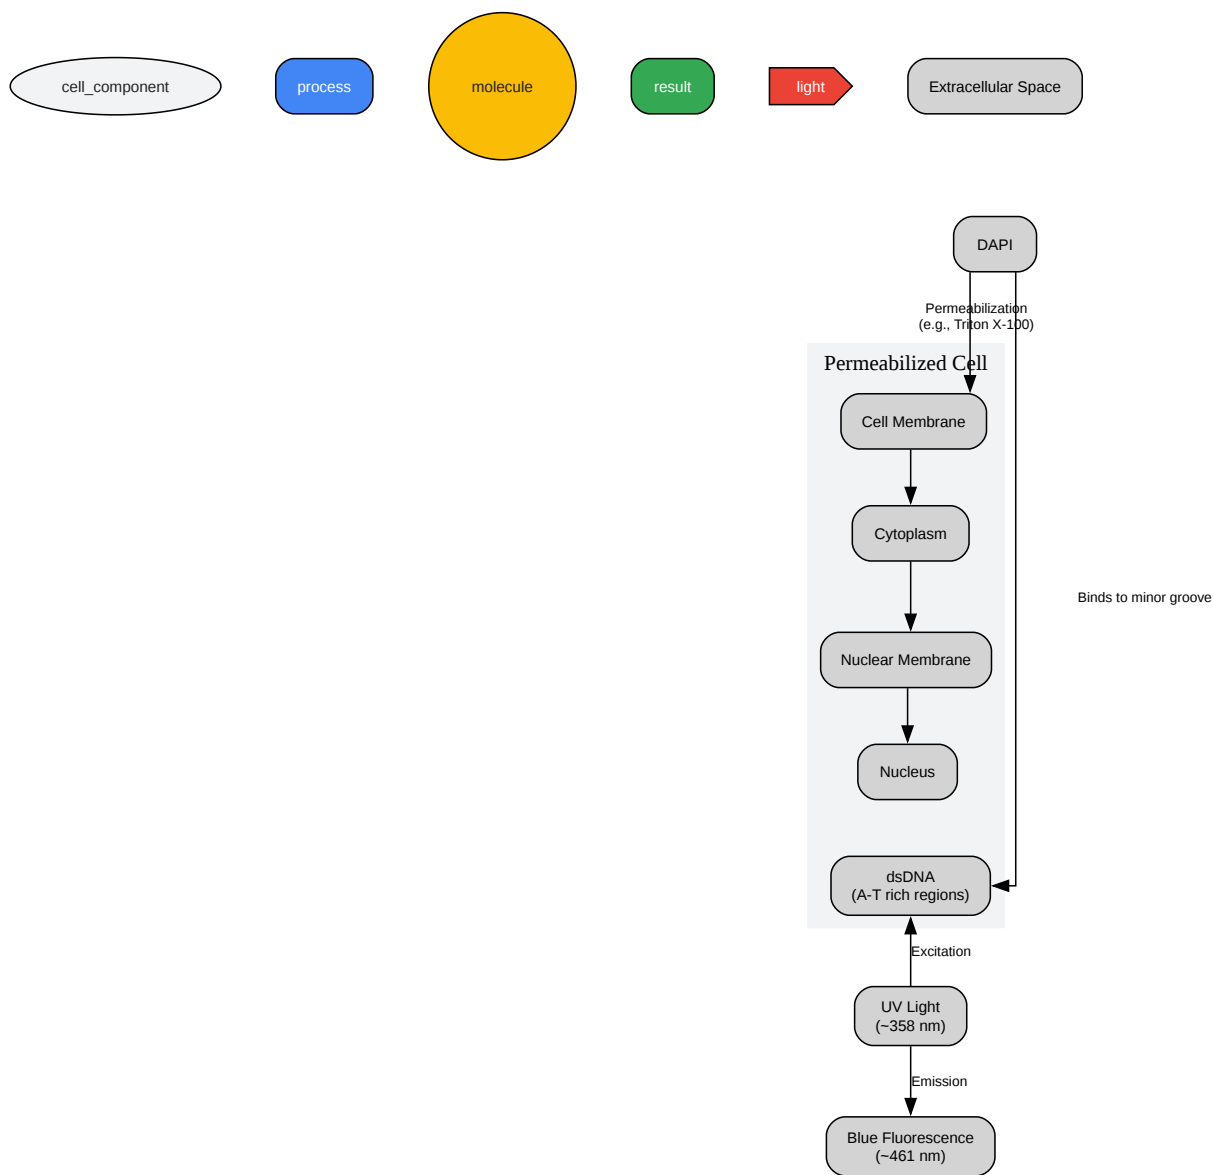 cell_component
process
molecule
result
light
Extracellular Space
DAPI
Permeabilization
(e.g., Triton X-100)
Permeabilized Cell
Cell Membrane
Cytoplasm
Binds to minor groove
Nuclear Membrane
Nucleus
dsDNA
(A-T rich regions)
Excitation
UV Light
(~358 nm)
Emission
Blue Fluorescence
(~461 nm)